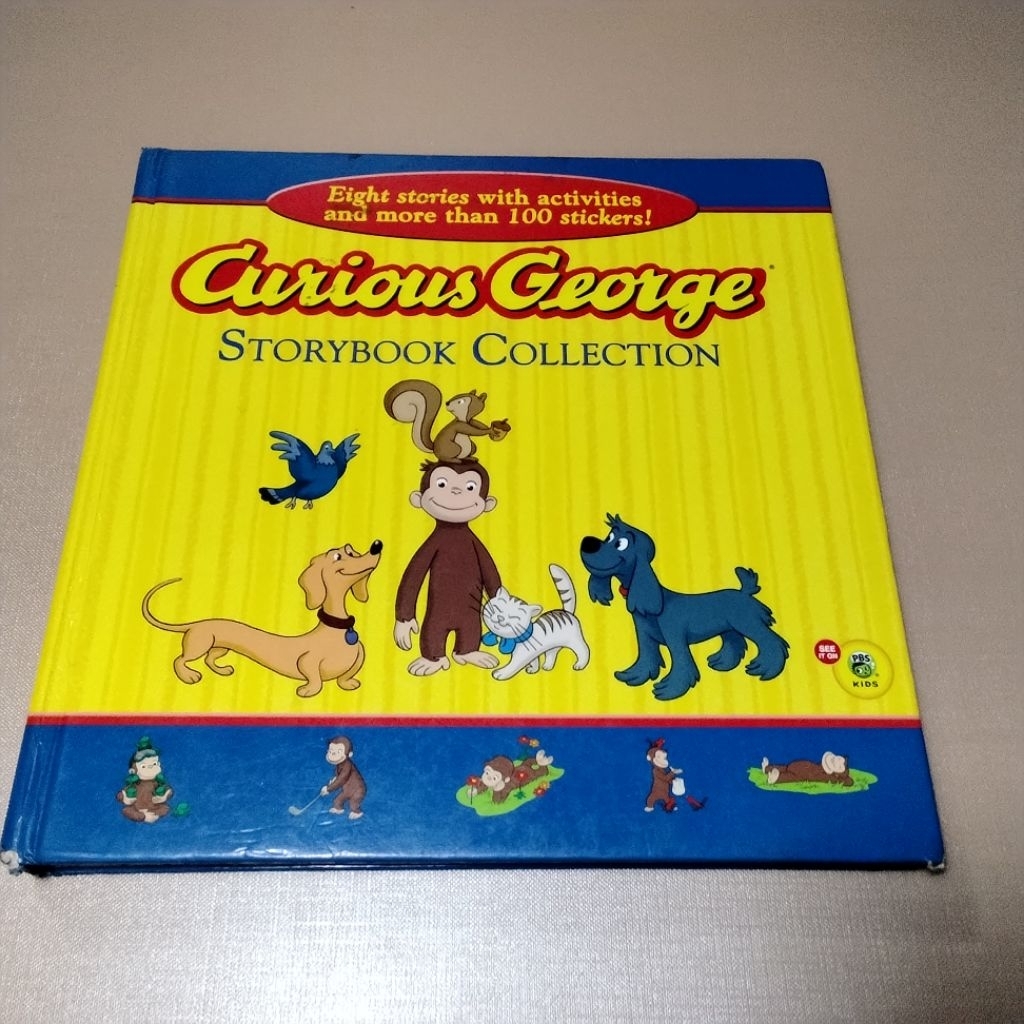 Eight stories with activities
and more than 100 stickers!
Curious George®
STORYBOOK COLLECTION
SEE
IT ON
PBS
KIDS